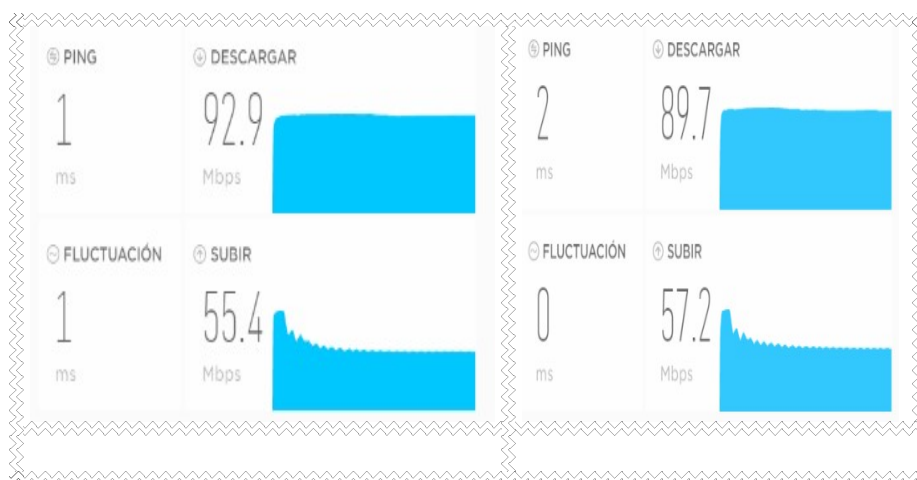 PING
DESCARGAR
1
92.9
ms
Mbps
FLUCTUACIÓN
SUBIR
1
55.4
ms
Mbps
PING
DESCARGAR
2
89.7
ms
Mbps
FLUCTUACIÓN
SUBIR
0
57.2
ms
Mbps